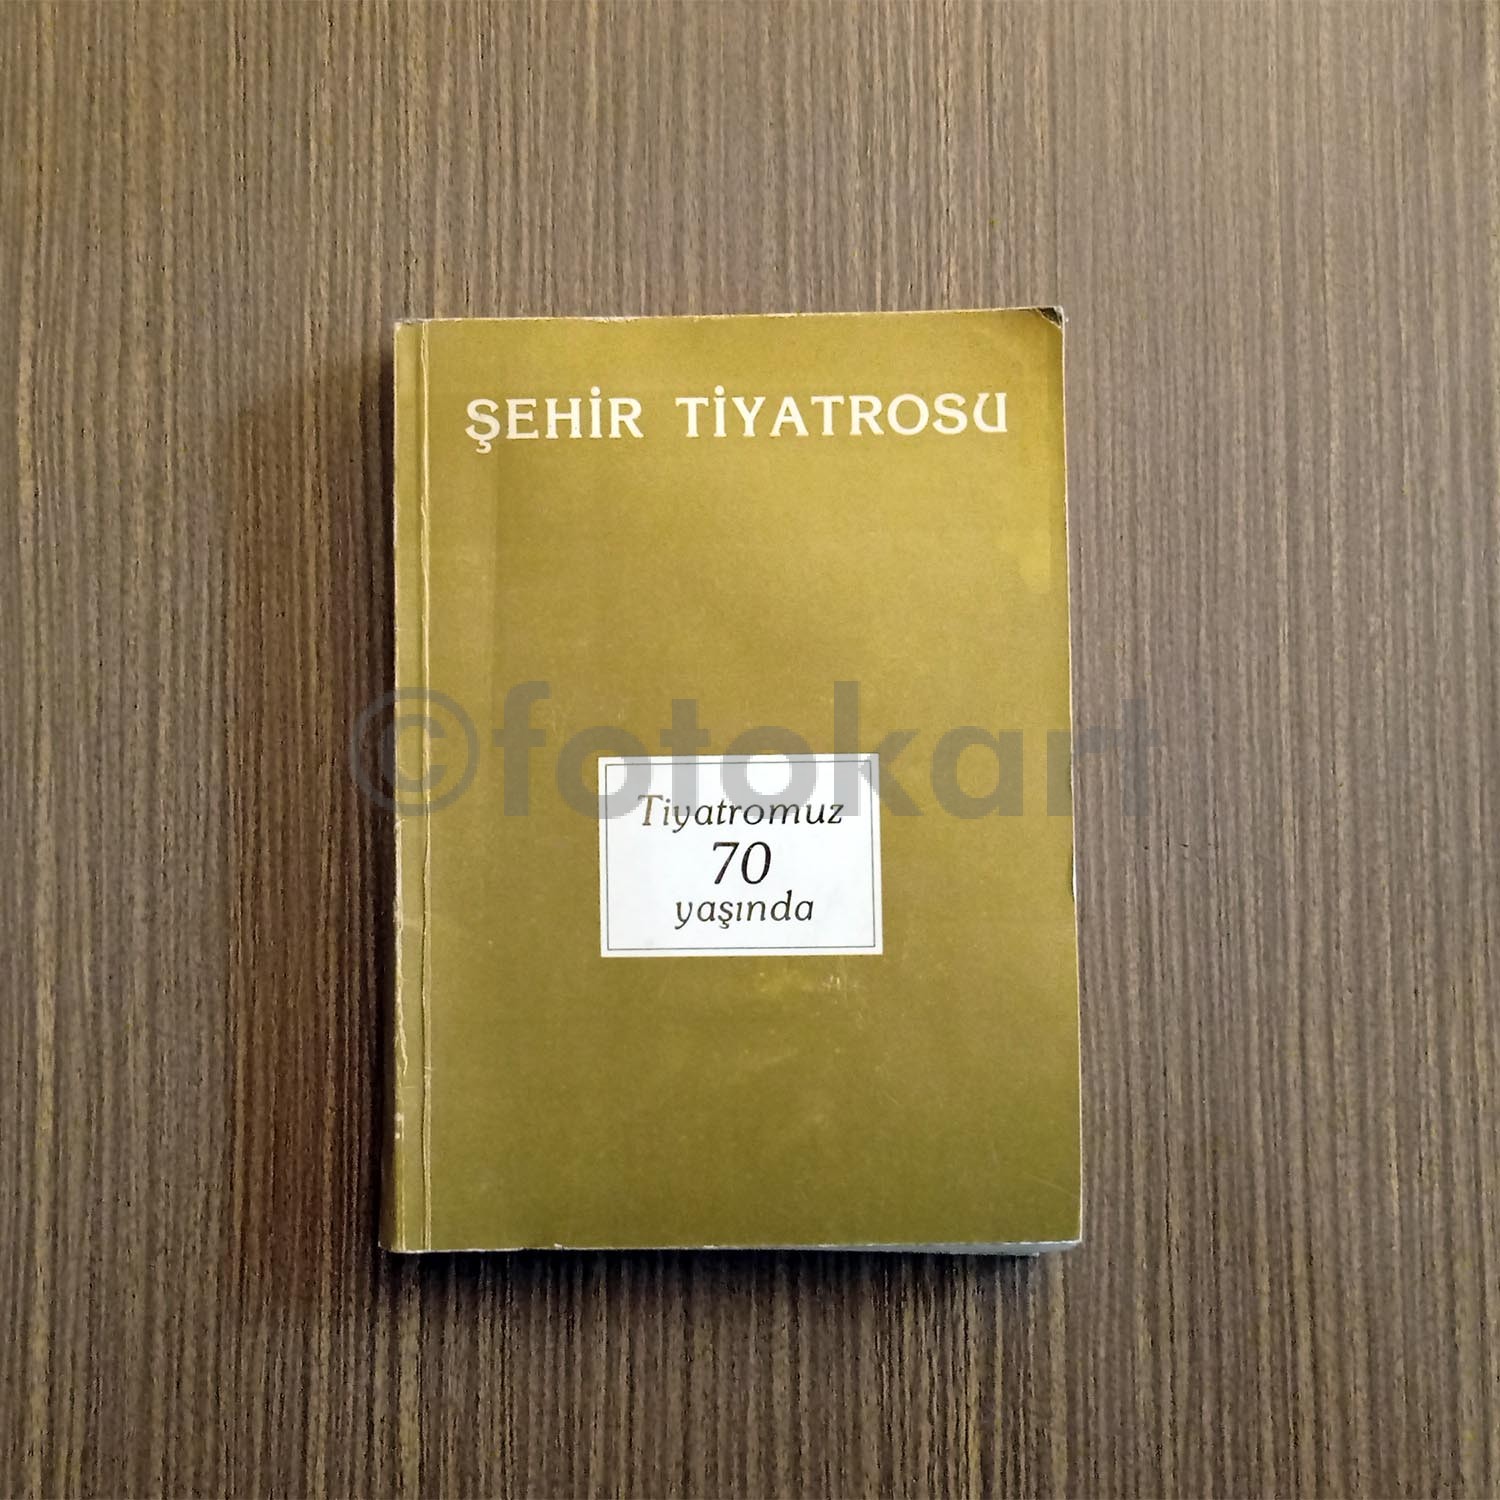 ŞEHİR TİYATROSU
©fotokart
Tiyatromuz
70
yaşında